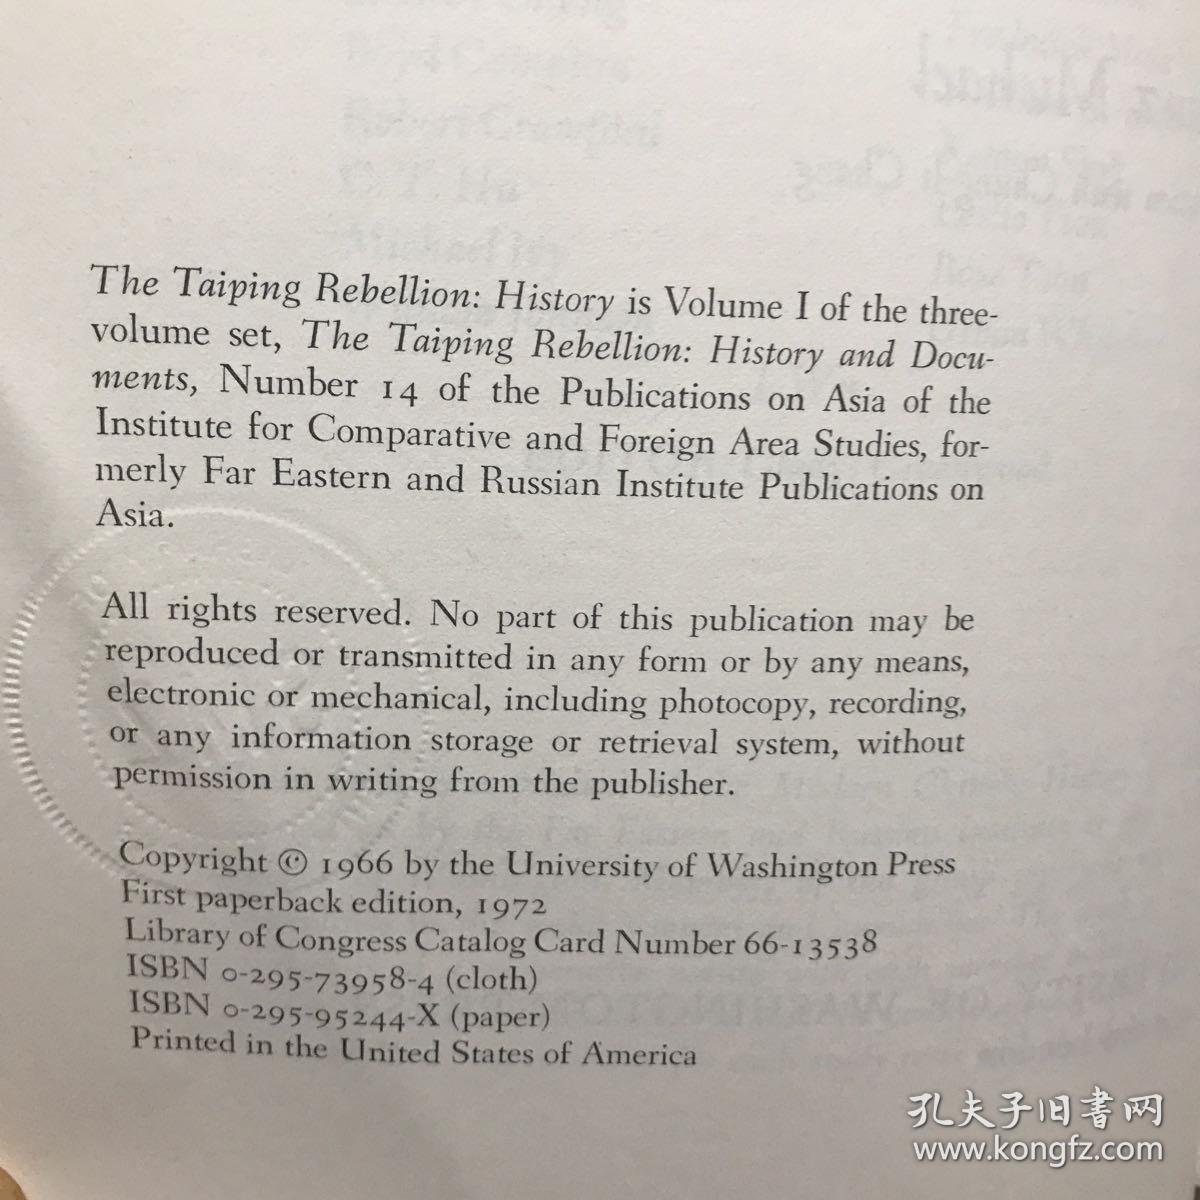 The Taiping Rebellion: History is Volume I of the three-
volume set, The Taiping Rebellion: History and Docu-
ments, Number 14 of the Publications on Asia of the
Institute for Comparative and Foreign Area Studies, for-
merly Far Eastern and Russian Institute Publications on
Asia.
All rights reserved. No part of this publication may be
reproduced or transmitted in any form or by any means,
electronic or mechanical, including photocopy, recording,
or any information storage or retrieval system, without
permission in writing from the publisher.
Copyright © 1966 by the University of Washington Press
First paperback edition, 1972
Library of Congress Catalog Card Number 66-13538
ISBN 0-295-73958-4 (cloth)
ISBN 0-295-95244-X (paper)
Printed in the United States of America
孔夫子旧书网
www.kongfz.com